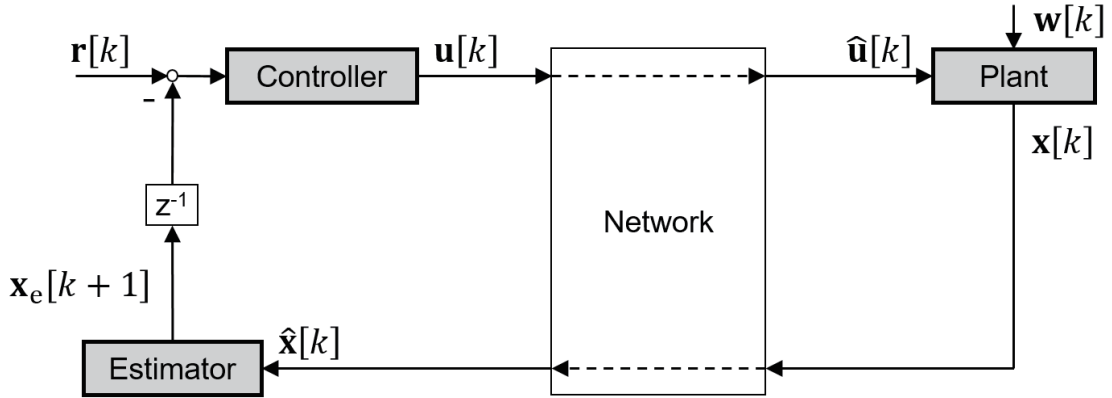 w[k]
r[k]
Controller
u[k]
û[k]
Plant
-
x[k]
z⁻¹
Network
xₑ[k + 1]
x̂[k]
Estimator